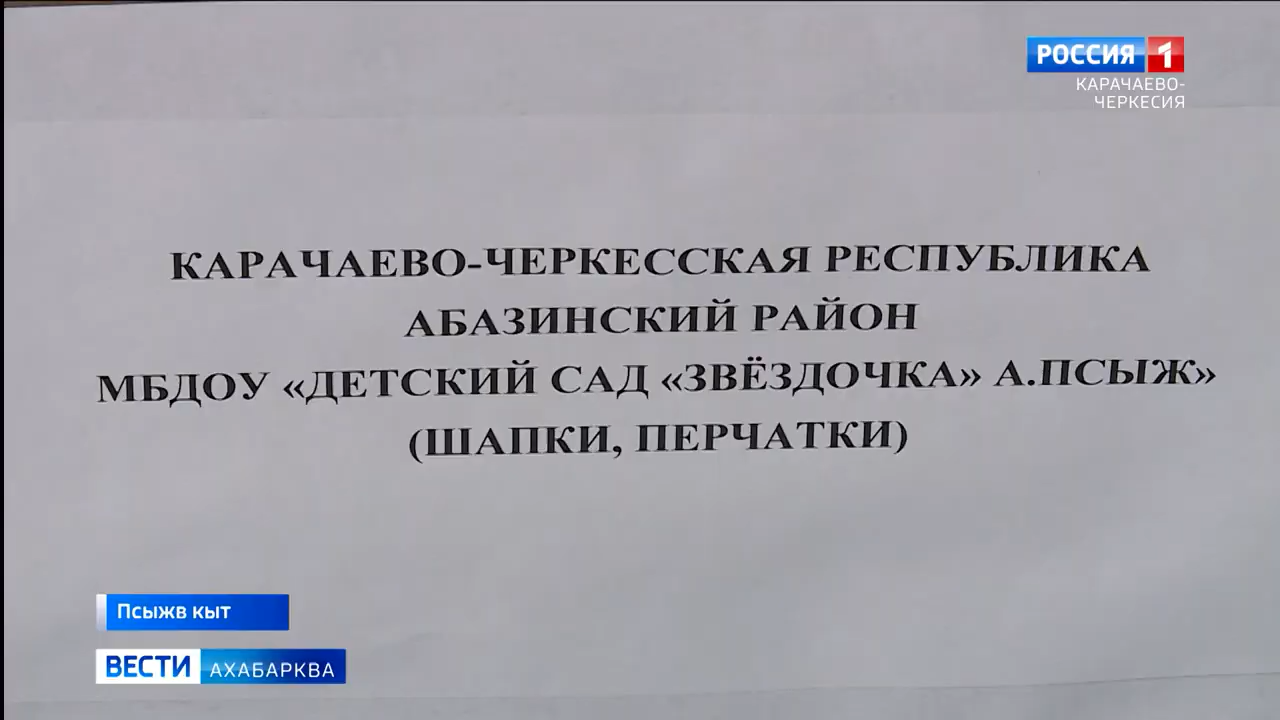 РОССИЯ 1
КАРАЧАЕВО-
ЧЕРКЕСИЯ
КАРАЧАЕВО-ЧЕРКЕССКАЯ РЕСПУБЛИКА
АБАЗИНСКИЙ РАЙОН
МБДОУ «ДЕТСКИЙ САД «ЗВЁЗДОЧКА» А.ПСЫЖ»
(ШАПКИ, ПЕРЧАТКИ)
Псыжв кыт
ВЕСТИ АХАБАРКВА